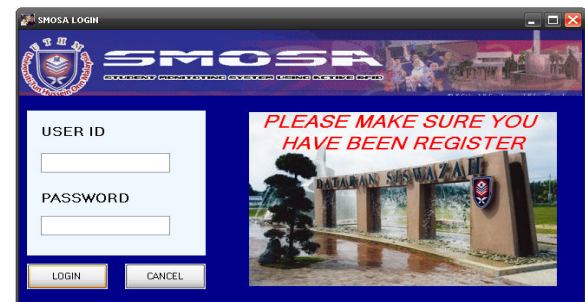 SMOSA LOGIN
UTHM
SMOSA
STUDENT MONITORING SYSTEM USING ACTIVE RFID
USER ID
PASSWORD
LOGIN
CANCEL
PLEASE MAKE SURE YOU
HAVE BEEN REGISTER
DATARAN SISWAZAH